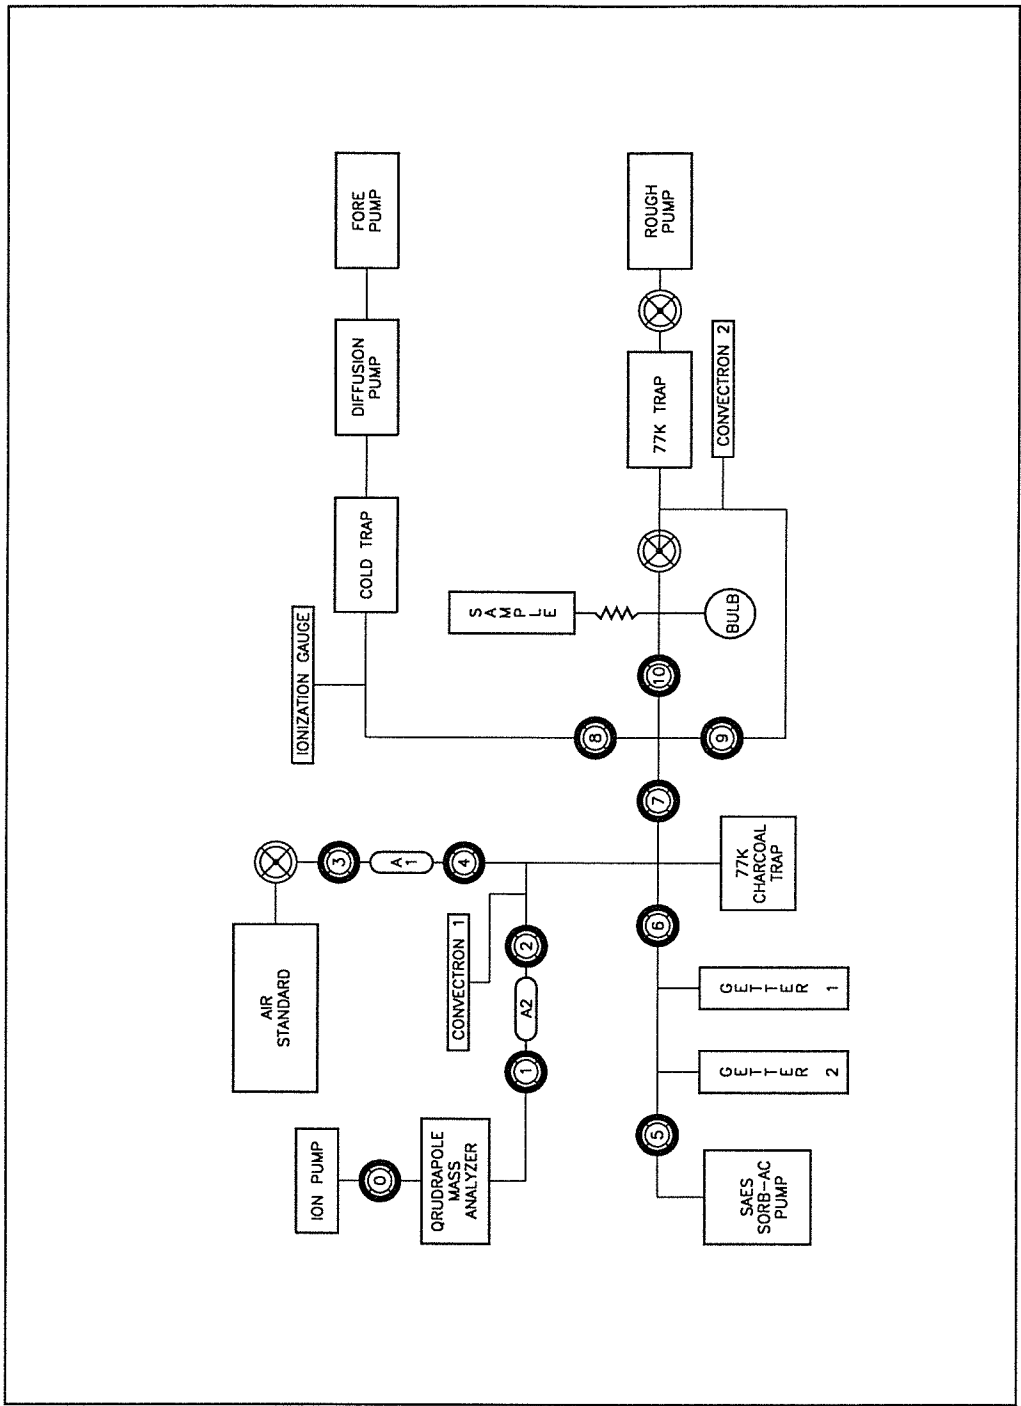 AIR
STANDARD
3
A
1
4
ION PUMP
0
QRUDRAPOLE
MASS
ANALYZER
1
A2
2
CONVECTRON 1
IONIZATION GAUGE
COLD TRAP
DIFFUSION
PUMP
FORE
PUMP
SAMPLE
8
5
6
7
10
77K TRAP
ROUGH
PUMP
9
BULB
CONVECTRON 2
SAES
SORB-AC
PUMP
GETTER 2
GETTER 1
77K
CHARCOAL
TRAP